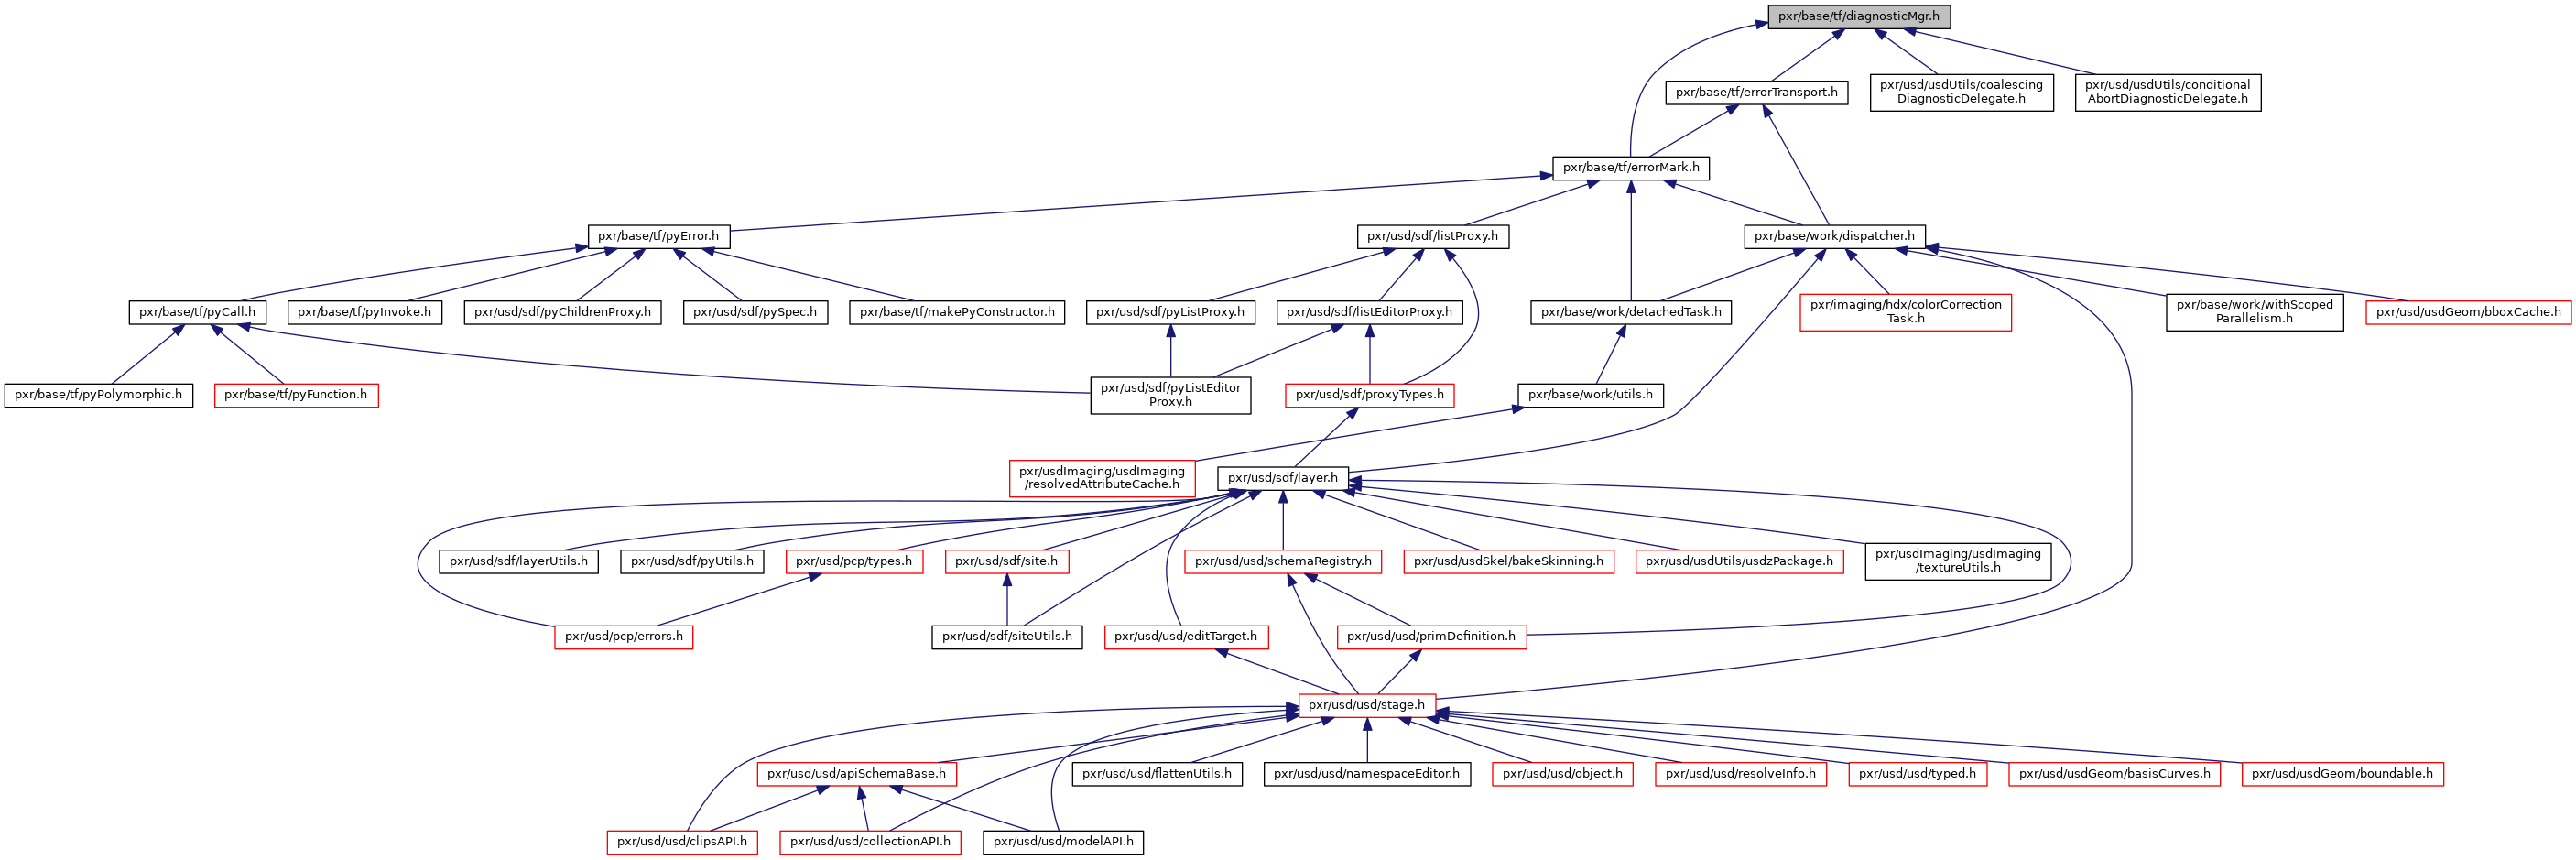 pxr/base/tf/diagnosticMgr.h
pxr/base/tf/errorTransport.h
pxr/usd/usdUtils/coalescing
DiagnosticDelegate.h
pxr/usd/usdUtils/conditional
AbortDiagnosticDelegate.h
pxr/base/tf/errorMark.h
pxr/base/tf/pyError.h
pxr/usd/sdf/listProxy.h
pxr/base/work/dispatcher.h
pxr/base/tf/pyCall.h
pxr/base/tf/pyInvoke.h
pxr/usd/sdf/pyChildrenProxy.h
pxr/usd/sdf/pySpec.h
pxr/base/tf/makePyConstructor.h
pxr/usd/sdf/pyListProxy.h
pxr/usd/sdf/listEditorProxy.h
pxr/base/work/detachedTask.h
pxr/imaging/hdx/colorCorrection
Task.h
pxr/base/work/withScoped
Parallelism.h
pxr/usd/usdGeom/bboxCache.h
pxr/base/tf/pyPolymorphic.h
pxr/base/tf/pyFunction.h
pxr/usd/sdf/pyListEditor
Proxy.h
pxr/usd/sdf/proxyTypes.h
pxr/base/work/utils.h
pxr/usdImaging/usdImaging
/resolvedAttributeCache.h
pxr/usd/sdf/layer.h
pxr/usd/sdf/layerUtils.h
pxr/usd/sdf/pyUtils.h
pxr/usd/pcp/types.h
pxr/usd/sdf/site.h
pxr/usd/usd/schemaRegistry.h
pxr/usd/usdSkel/bakeSkinning.h
pxr/usd/usdUtils/usdzPackage.h
pxr/usdImaging/usdImaging
/textureUtils.h
pxr/usd/pcp/errors.h
pxr/usd/sdf/siteUtils.h
pxr/usd/usd/editTarget.h
pxr/usd/usd/primDefinition.h
pxr/usd/usd/stage.h
pxr/usd/usd/apiSchemaBase.h
pxr/usd/usd/flattenUtils.h
pxr/usd/usd/namespaceEditor.h
pxr/usd/usd/object.h
pxr/usd/usd/resolveInfo.h
pxr/usd/usd/typed.h
pxr/usd/usdGeom/basisCurves.h
pxr/usd/usdGeom/boundable.h
pxr/usd/usd/clipsAPI.h
pxr/usd/usd/collectionAPI.h
pxr/usd/usd/modelAPI.h